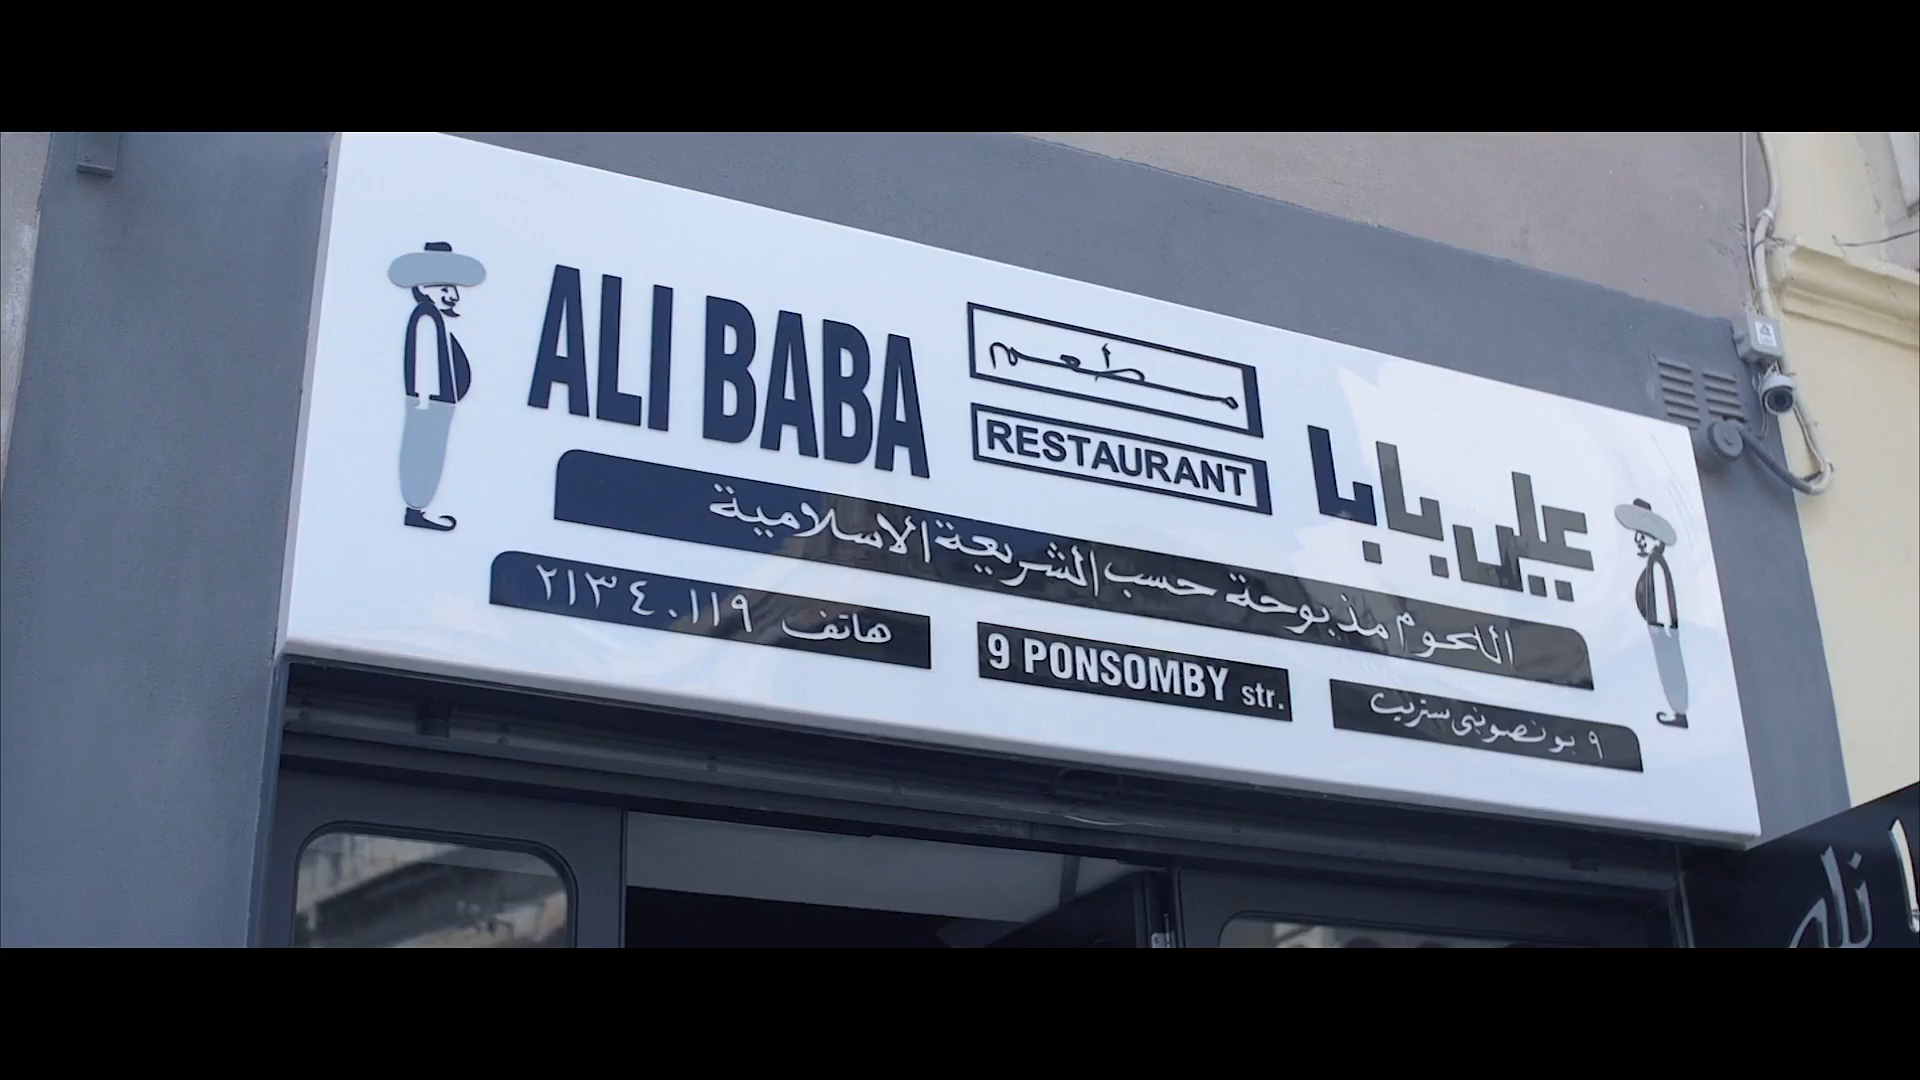 ALI BABA
مطعم
RESTAURANT
علي بابا
اللحوم مذبوحة حسب الشريعة الاسلامية
هاتف ٢١٣٤٠١١٩
9 PONSOMBY str.
٩ بونصونبي ستريت